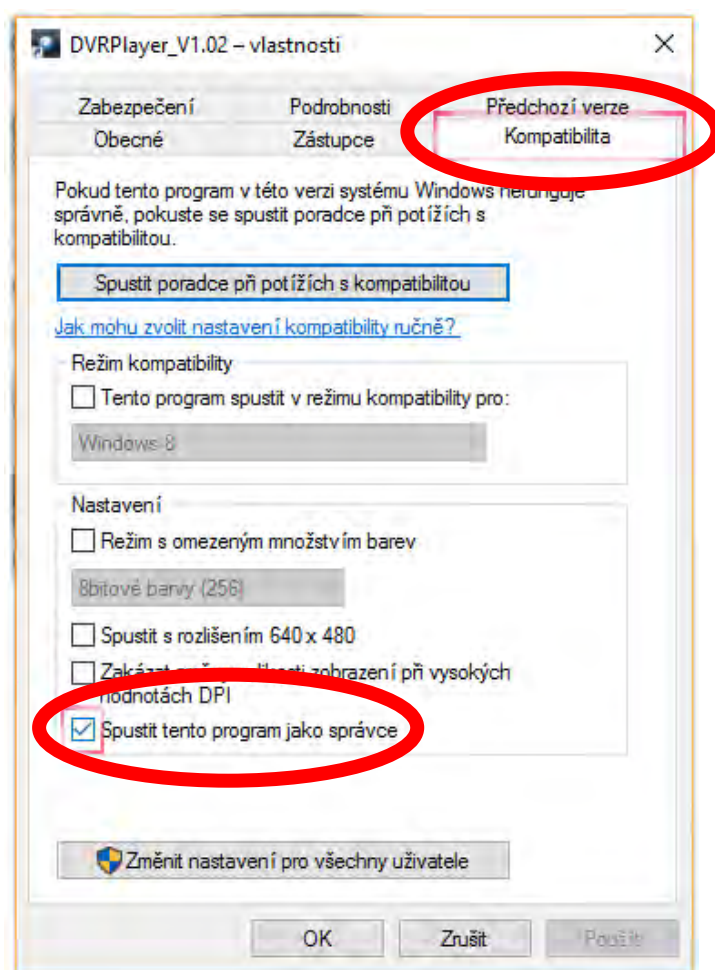 DVRPlayer_V1.02 – vlastnosti
Zabezpečení Podrobnosti Předchozí verze
Obecné Zástupce Kompatibilita
Pokud tento program v této verzi systému Windows nefunguje
správně, pokuste se spustit poradce při potížích s
kompatibilitou.
Spustit poradce při potížích s kompatibilitou
Jak mohu zvolit nastavení kompatibility ručně?
Režim kompatibility
Tento program spustit v režimu kompatibility pro:
Windows 8
Nastavení
Režim s omezeným množstvím barev
8bitové barvy (256)
Spustit s rozlišením 640 x 480
Zakázat změnu velikosti zobrazení při vysokých
hodnotách DPI
Spustit tento program jako správce
Změnit nastavení pro všechny uživatele
OK Zrušit Použít